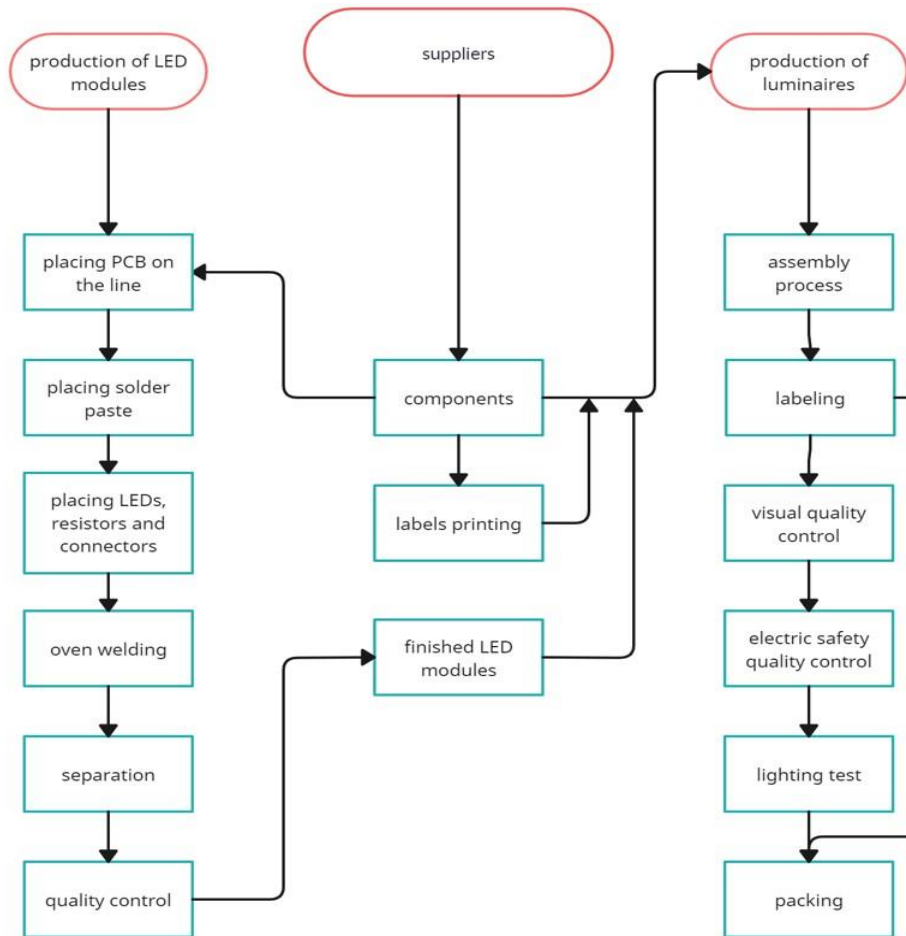 production of LED
modules
suppliers
production of
luminaires
placing PCB on
the line
assembly
process
placing solder
paste
components
labeling
placing LEDs,
resistors and
connectors
labels printing
visual quality
control
oven welding
finished LED
modules
electric safety
quality control
separation
lighting test
quality control
packing